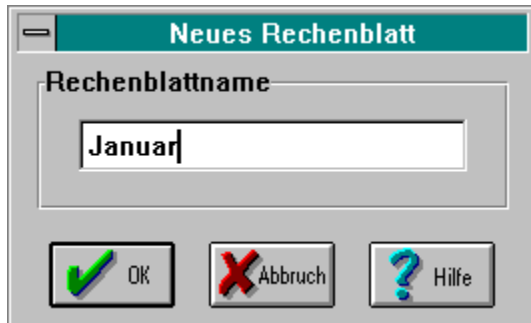 Neues Rechenblatt
Rechenblattname
Januar
OK
Abbruch
Hilfe